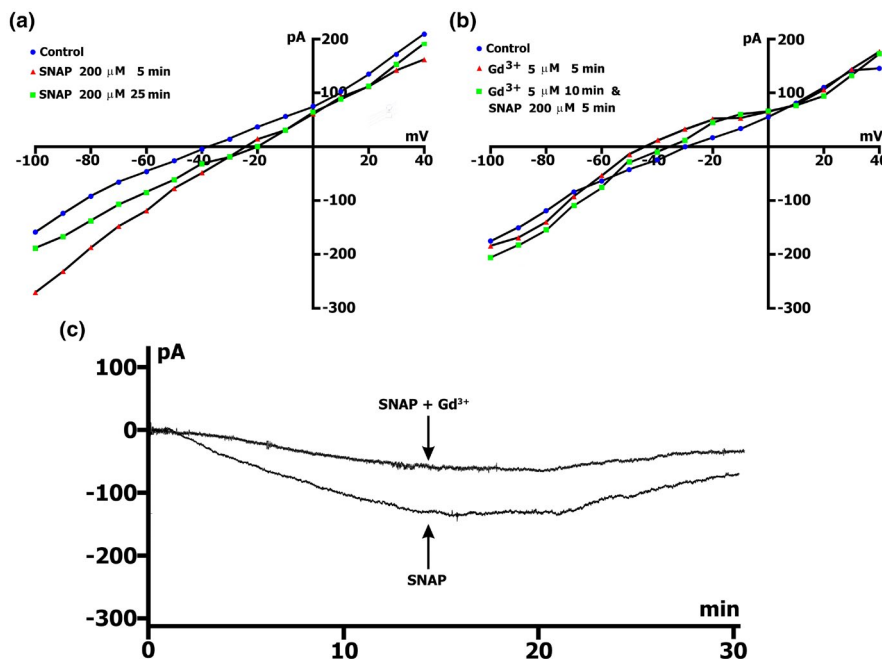 (a)
pA
200
Control
SNAP 200 μM 5 min
SNAP 200 μM 25 min
100
mV
-100 -80 -60 -40 -20 0 20 40
-100
-200
-300
(b)
pA
200
Control
Gd3+ 5 μM 5 min
Gd3+ 5 μM 10 min &
SNAP 200 μM 5 min
100
mV
-100 -80 -60 -40 -20 0 20 40
-100
-200
-300
(c)
pA
100
0
-100
-200
-300
SNAP + Gd3+
SNAP
min
0 10 20 30